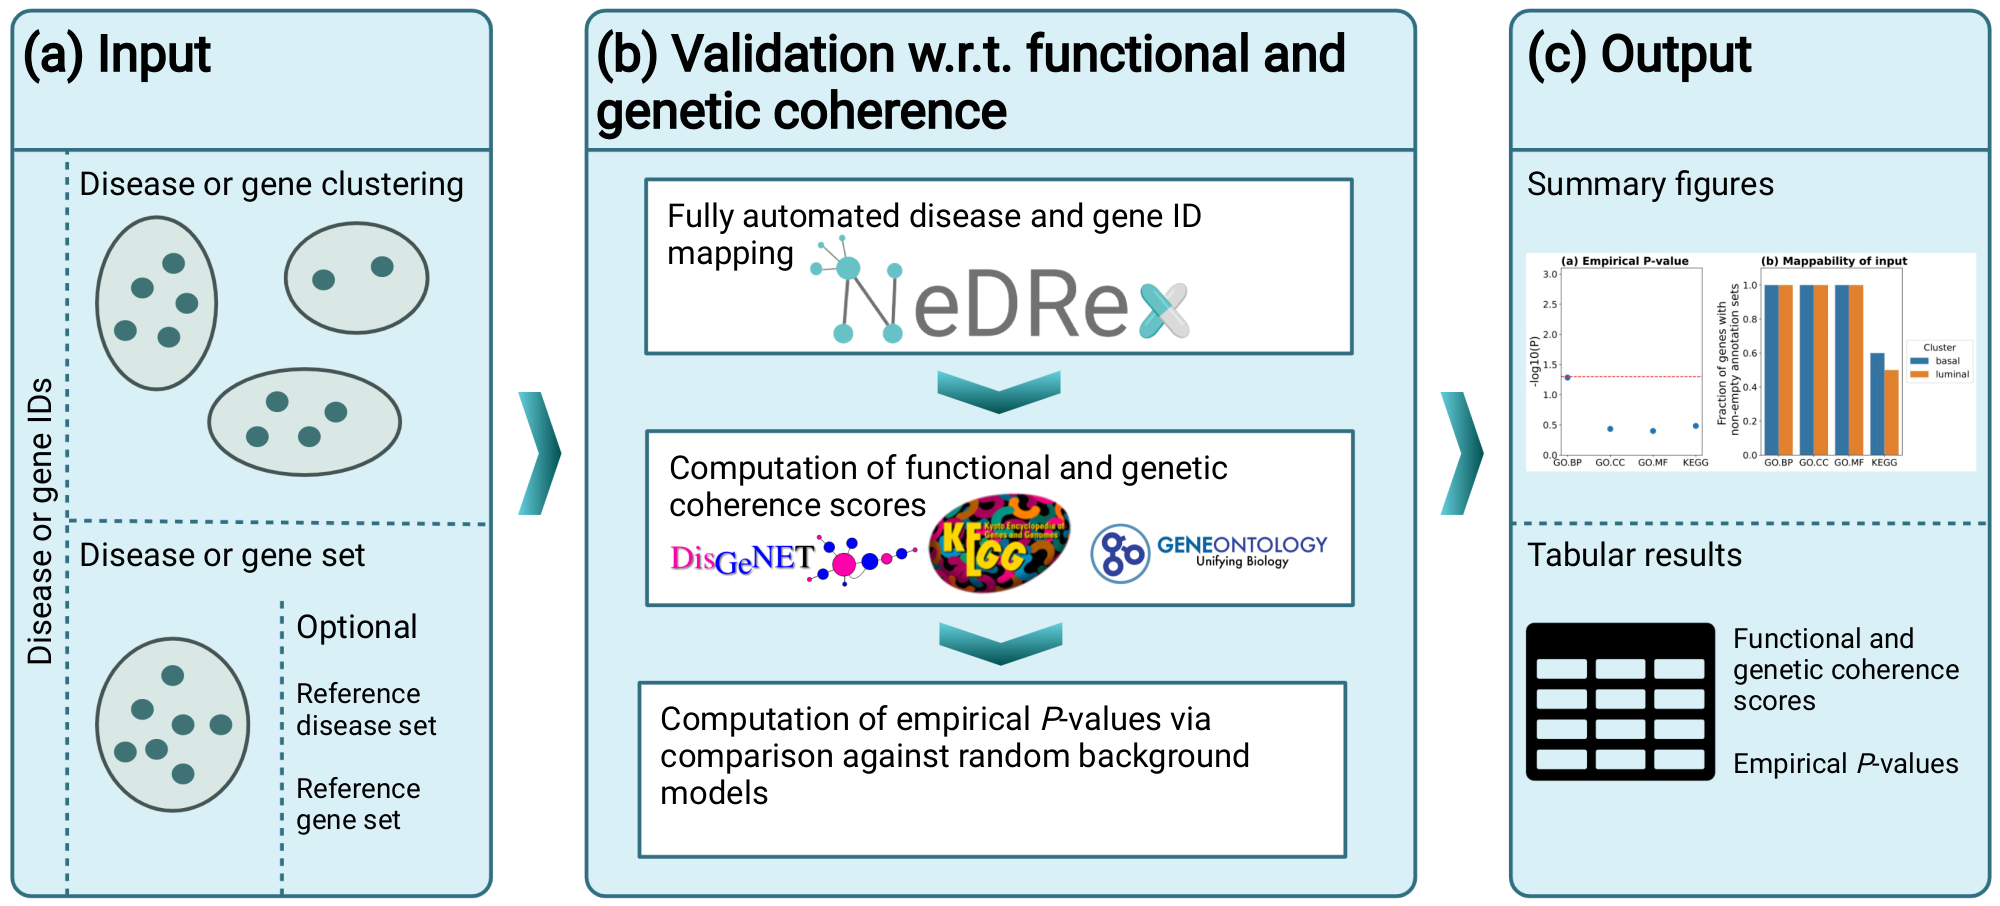 (a) Input
Disease or gene IDs
Disease or gene clustering
Disease or gene set
Optional
Reference
disease set
Reference
gene set
(b) Validation w.r.t. functional and
genetic coherence
Fully automated disease and gene ID
mapping
NeDRex
Computation of functional and genetic
coherence scores
DisGeNET
KEGG
Kyoto Encyclopedia of
Genes and Genomes
GENEONTOLOGY
Unifying Biology
Computation of empirical P-values via
comparison against random background
models
(c) Output
Summary figures
(a) Empirical P-value
-log10(P)
3.0
2.5
2.0
1.5
1.0
0.5
0.0
GO.BP GO.CC GO.MF KEGG
(b) Mappability of input
Fraction of genes with
non-empty annotation sets
1.0
0.8
0.6
0.4
0.2
0.0
GO.BP GO.CC GO.MF KEGG
Cluster
basal
luminal
Tabular results
Functional and
genetic coherence
scores
Empirical P-values